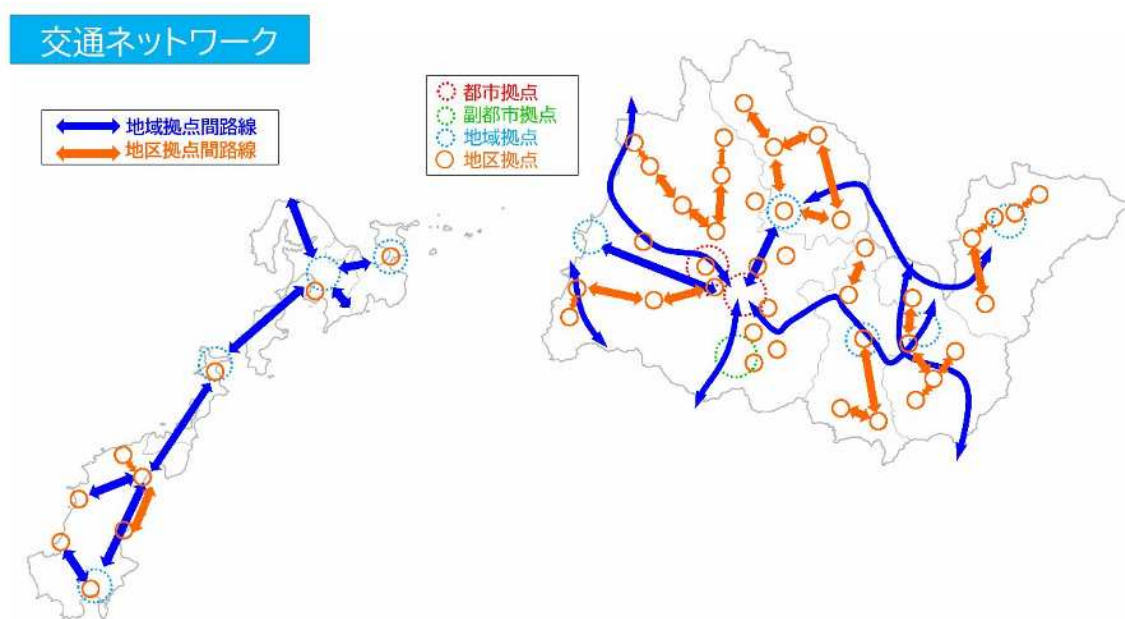 交通ネットワーク
地域拠点間路線
地区拠点間路線
都市拠点
副都市拠点
地域拠点
地区拠点